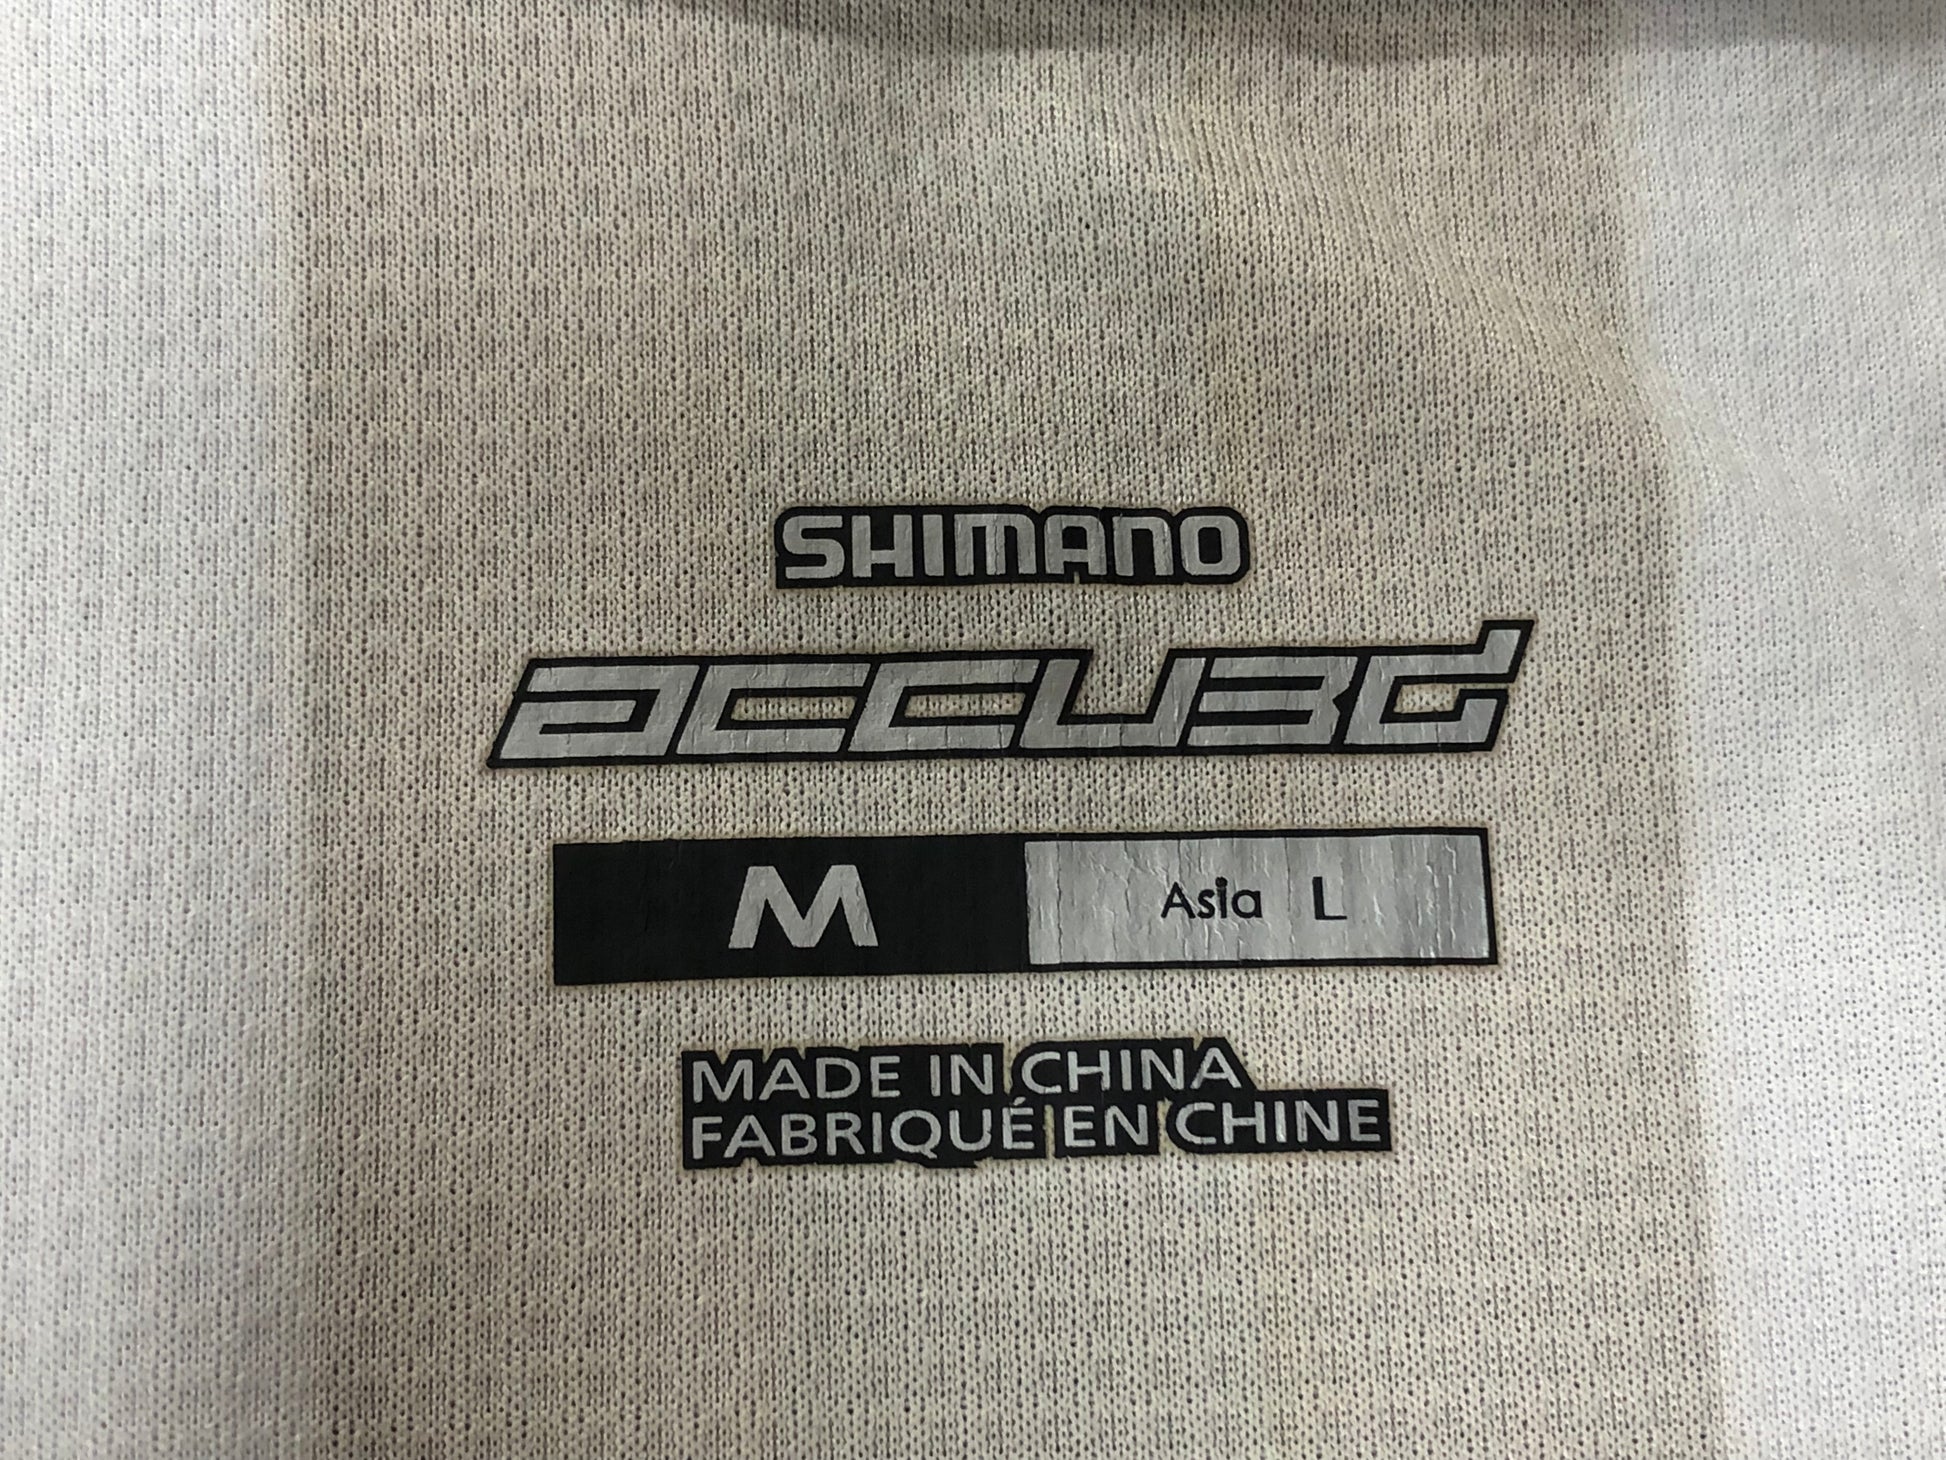 SHIMANO
ACCU3D
M Asia L
MADE IN CHINA
FABRIQUÉ EN CHINE